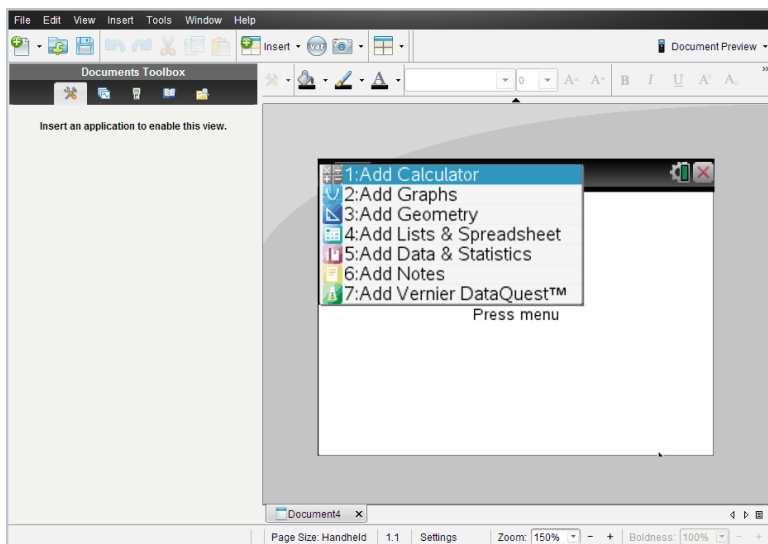 File Edit View Insert Tools Window Help
Insert
var
Document Preview
Documents Toolbox
0
A+ A+ B I U
»
Insert an application to enable this view.
1:Add Calculator
2:Add Graphs
3:Add Geometry
4:Add Lists & Spreadsheet
5:Add Data & Statistics
6:Add Notes
7:Add Vernier DataQuest™
Press menu
Document4
Page Size: Handheld 1.1 Settings Zoom: 150% - + Boldness: 100% - +